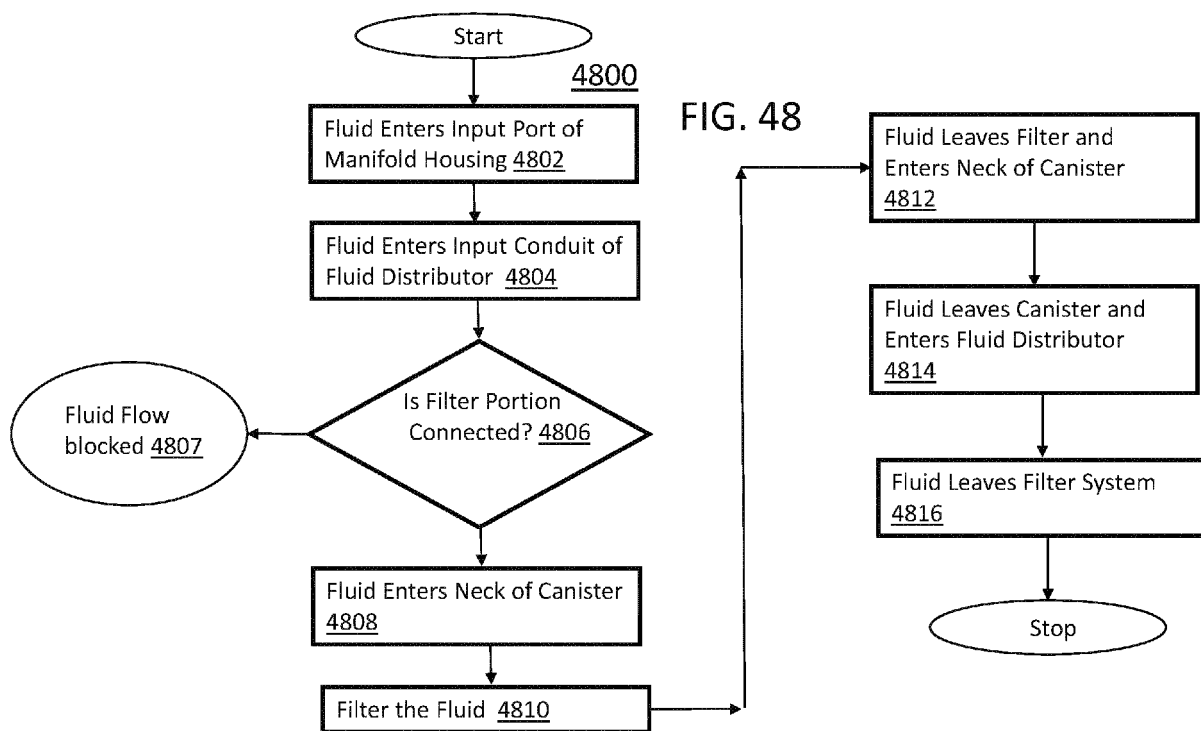 Start
4800
FIG. 48
Fluid Enters Input Port of
Manifold Housing 4802
Fluid Enters Input Conduit of
Fluid Distributor 4804
Is Filter Portion
Connected? 4806
Fluid Flow
blocked 4807
Fluid Enters Neck of Canister
4808
Filter the Fluid 4810
Fluid Leaves Filter and
Enters Neck of Canister
4812
Fluid Leaves Canister and
Enters Fluid Distributor
4814
Fluid Leaves Filter System
4816
Stop